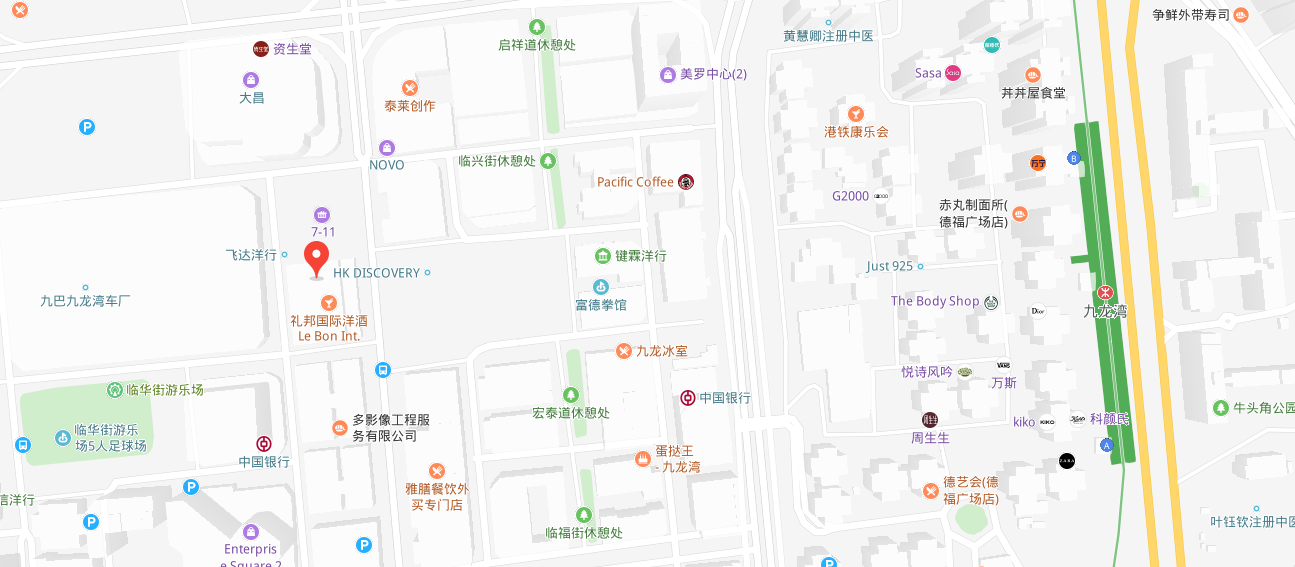 争鲜外带寿司
启祥道休憩处
黄慧卿注册中医
资生堂
美罗中心(2)
Sasa
大昌
泰莱创作
丼丼屋食堂
P
港铁康乐会
NOVO
临兴街休憩处
万宁
B
Pacific Coffee
G2000
赤丸制面所(
德福广场店)
7-11
飞达洋行
键霖洋行
HK DISCOVERY
Just 925
九巴九龙湾车厂
富德拳馆
The Body Shop
Dior
九龙湾
礼邦国际洋酒
Le Bon Int.
九龙冰室
VANS
悦诗风吟
万斯
临华街游乐场
中国银行
宏泰道休憩处
牛头角公园
多影像工程服
务有限公司
kiko
KIKO
科颜氏
临华街游乐
场5人足球场
周生生
A
中国银行
蛋挞王
- 九龙湾
ZARA
雅膳餐饮外
买专门店
德艺会(德
福广场店)
P
信洋行
P
叶钰钦注册中医
临福街休憩处
P
Enterpris
e Square 2
P